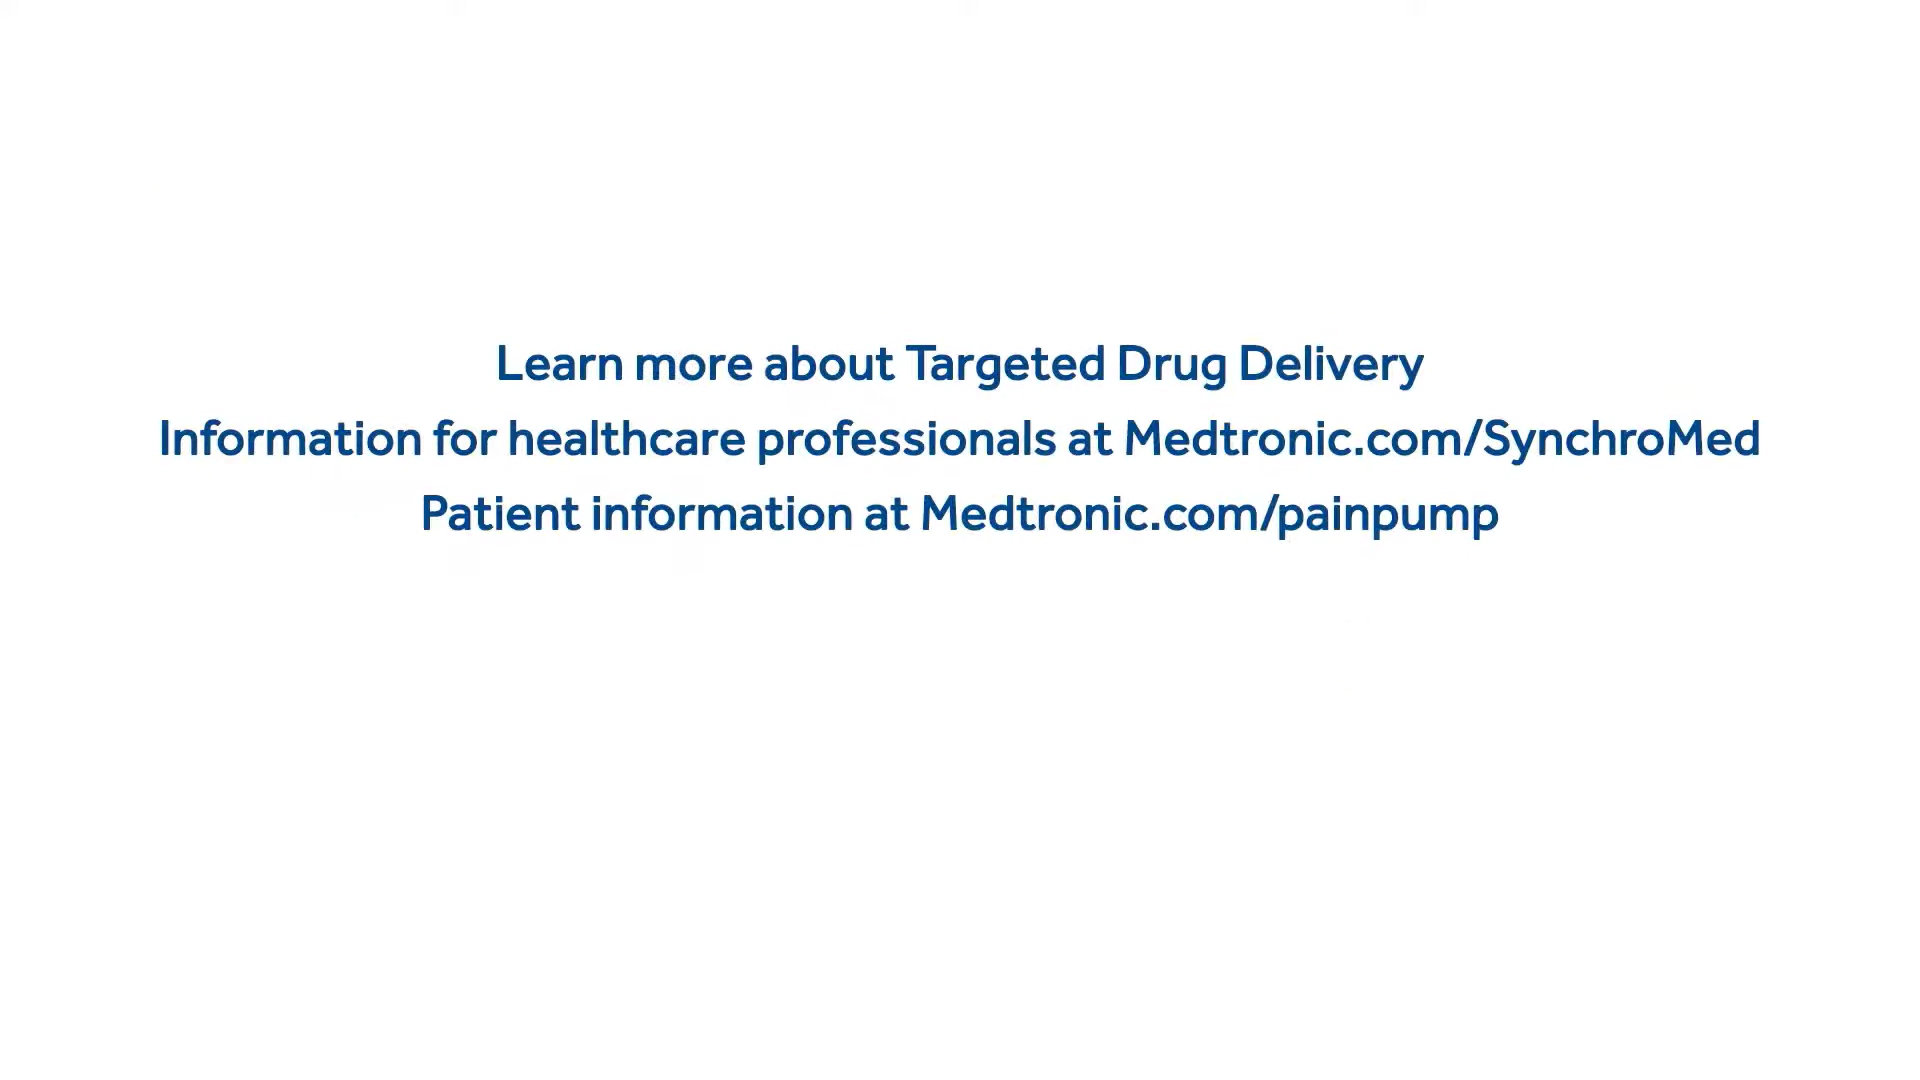 Learn more about Targeted Drug Delivery
Information for healthcare professionals at Medtronic.com/SynchroMed
Patient information at Medtronic.com/painpump